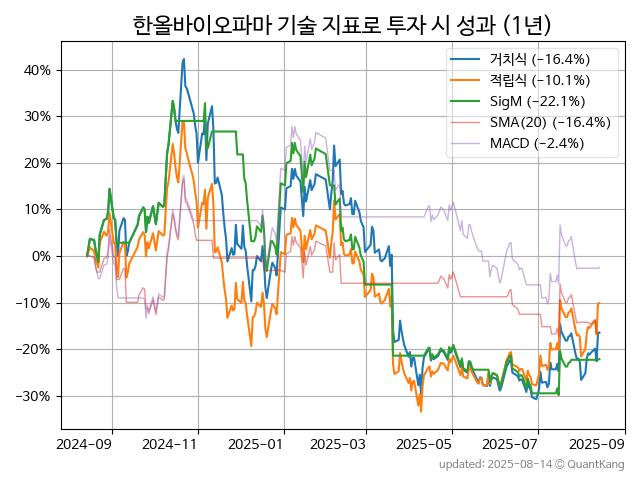 한올바이오파마 기술 지표로 투자 시 성과 (1년)
거치식 (−16.4%)
적립식 (−10.1%)
SigM (−22.1%)
SMA(20) (−16.4%)
MACD (−2.4%)
40%
30%
20%
10%
0%
−10%
−20%
−30%
2024-09 2024-11 2025-01 2025-03 2025-05 2025-07 2025-09
updated: 2025-08-14 © QuantKang